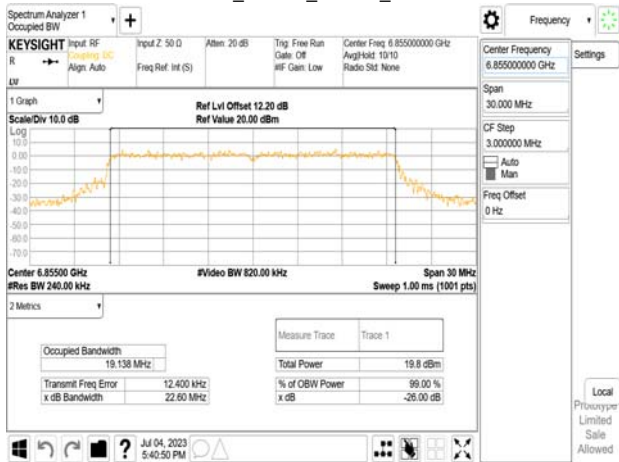 Spectrum Analyzer 1
Occupied BW
Frequency
KEYSIGHT
R
LVI
Input: RF
Coupling: DC
Align: Auto
Input Z: 50 Ω
Freq Ref: Int (S)
Atten: 20 dB
Trig: Free Run
Gate: Off
#IF Gain: Low
Center Freq: 6.855000000 GHz
Avg|Hold: 10/10
Radio Std: None
Center Frequency
6.855000000 GHz
Settings
Span
30.000 MHz
CF Step
3.000000 MHz
Auto
Man
Freq Offset
0 Hz
1 Graph
Scale/Div 10.0 dB
Ref Lvl Offset 12.20 dB
Ref Value 20.00 dBm
Log
10.0
0.00
-10.0
-20.0
-30.0
-40.0
-50.0
-60.0
-70.0
Center 6.85500 GHz
#Video BW 820.00 kHz
Span 30 MHz
#Res BW 240.00 kHz
Sweep 1.00 ms (1001 pts)
2 Metrics
Measure Trace Trace 1
Occupied Bandwidth
19.138 MHz
Total Power 19.8 dBm
Transmit Freq Error 12.400 kHz
% of OBW Power 99.00 %
x dB Bandwidth 22.60 MHz
x dB -26.00 dB
Local
Prototype
Limited
Sale
Allowed
Jul 04, 2023
5:40:50 PM